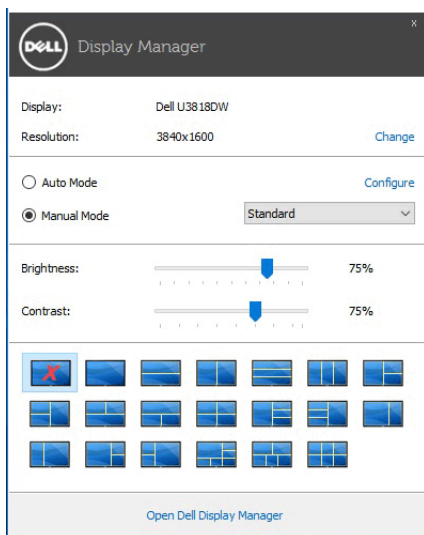 x
DELL Display Manager
Display: Dell U3818DW
Resolution: 3840x1600 Change
Auto Mode Configure
Manual Mode Standard
Brightness: 75%
Contrast: 75%
X
Open Dell Display Manager